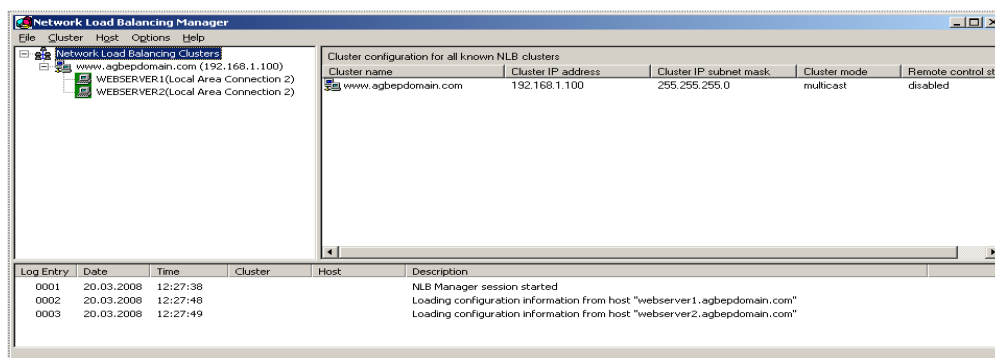 Network Load Balancing Manager
File Cluster Host Options Help
Network Load Balancing Clusters
www.agbepdomain.com (192.168.1.100)
WEBSERVER1(Local Area Connection 2)
WEBSERVER2(Local Area Connection 2)
Cluster configuration for all known NLB clusters
Cluster name Cluster IP address Cluster IP subnet mask Cluster mode Remote control st
www.agbepdomain.com 192.168.1.100 255.255.255.0 multicast disabled
Log Entry Date Time Cluster Host Description
0001 20.03.2008 12:27:38 NLB Manager session started
0002 20.03.2008 12:27:48 Loading configuration information from host "webserver1.agbepdomain.com"
0003 20.03.2008 12:27:49 Loading configuration information from host "webserver2.agbepdomain.com"